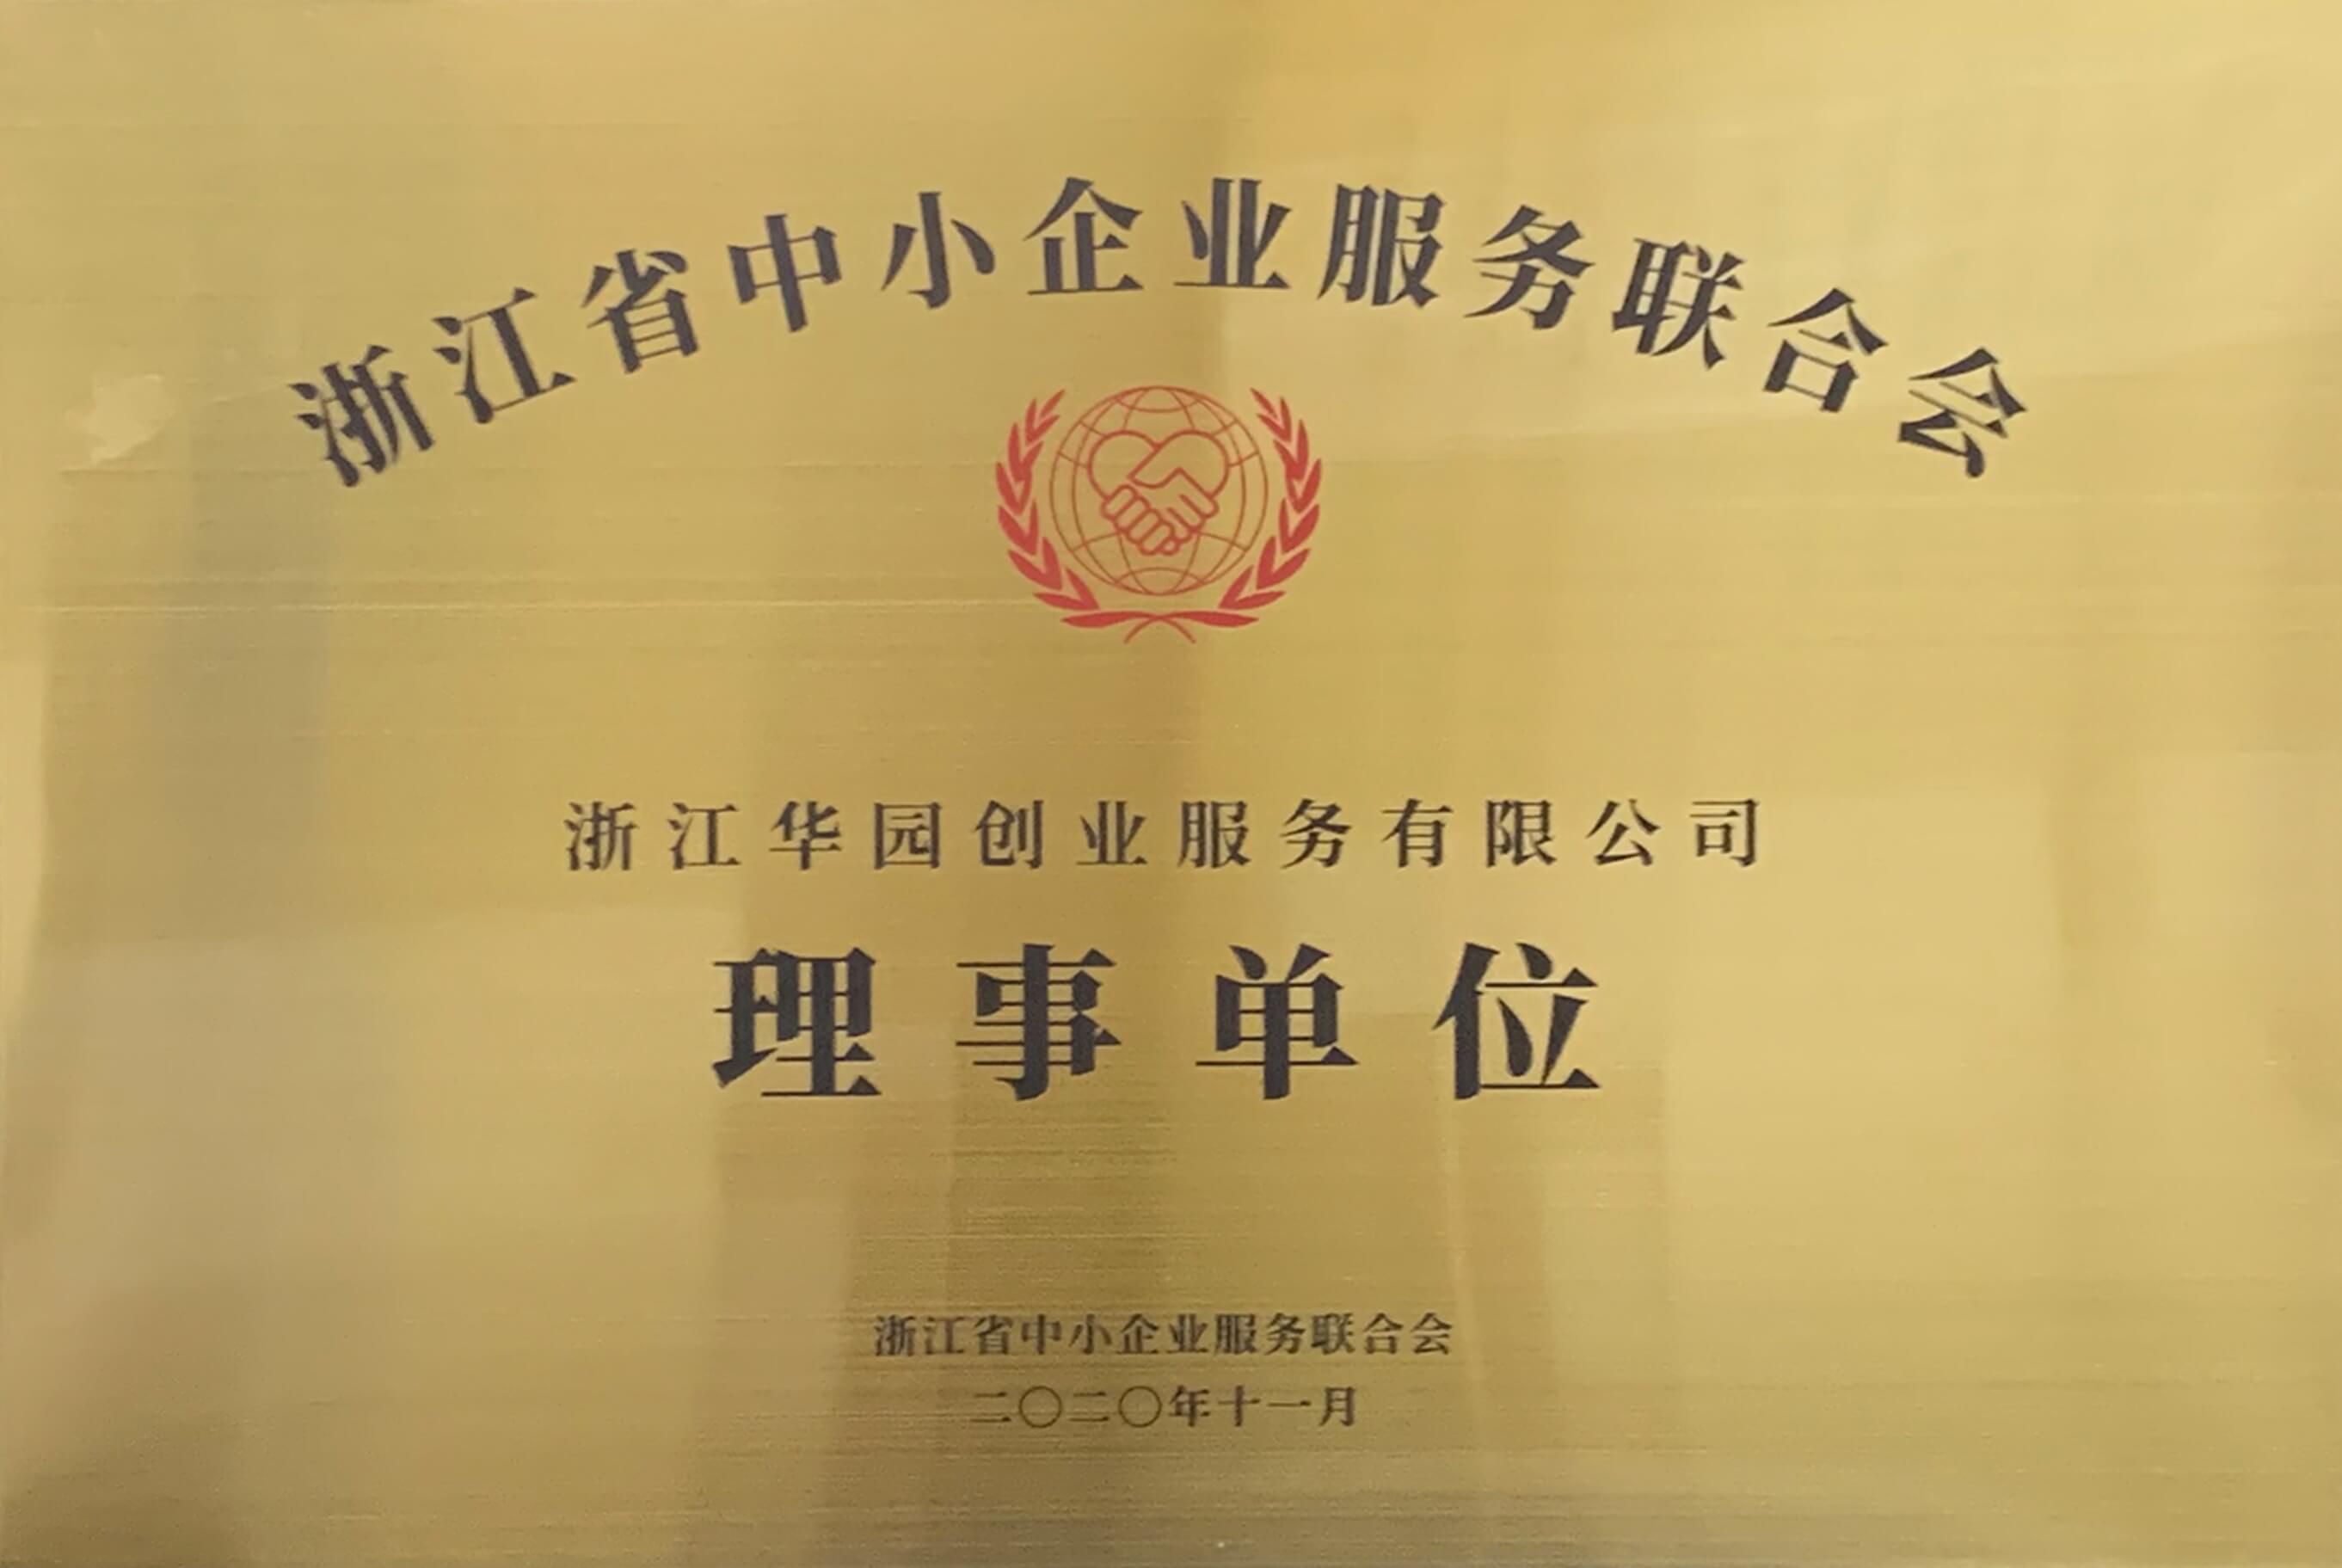 浙江省中小企业服务联合会
浙江华园创业服务有限公司
理事单位
浙江省中小企业服务联合会
二〇二〇年十一月